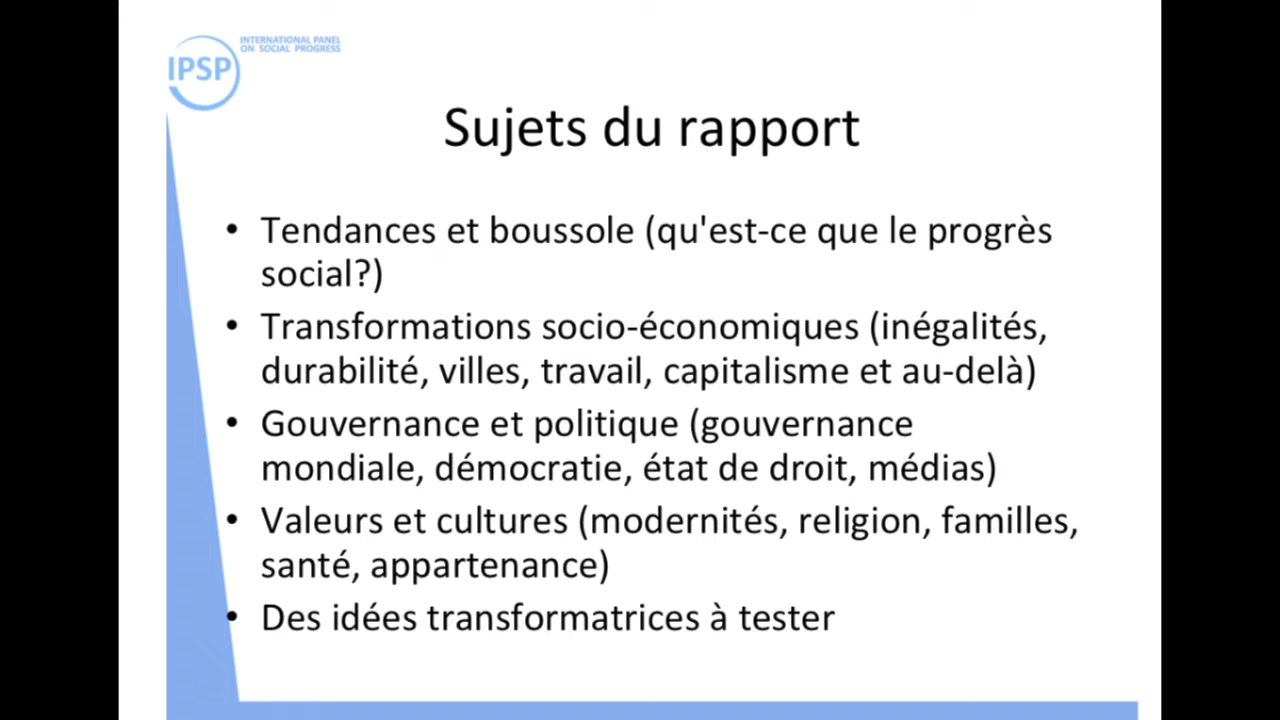 INTERNATIONAL PANEL
ON SOCIAL PROGRESS
IPSP
Sujets du rapport
• Tendances et boussole (qu'est-ce que le progrès
social?)
• Transformations socio-économiques (inégalités,
durabilité, villes, travail, capitalisme et au-delà)
• Gouvernance et politique (gouvernance
mondiale, démocratie, état de droit, médias)
• Valeurs et cultures (modernités, religion, familles,
santé, appartenance)
• Des idées transformatrices à tester